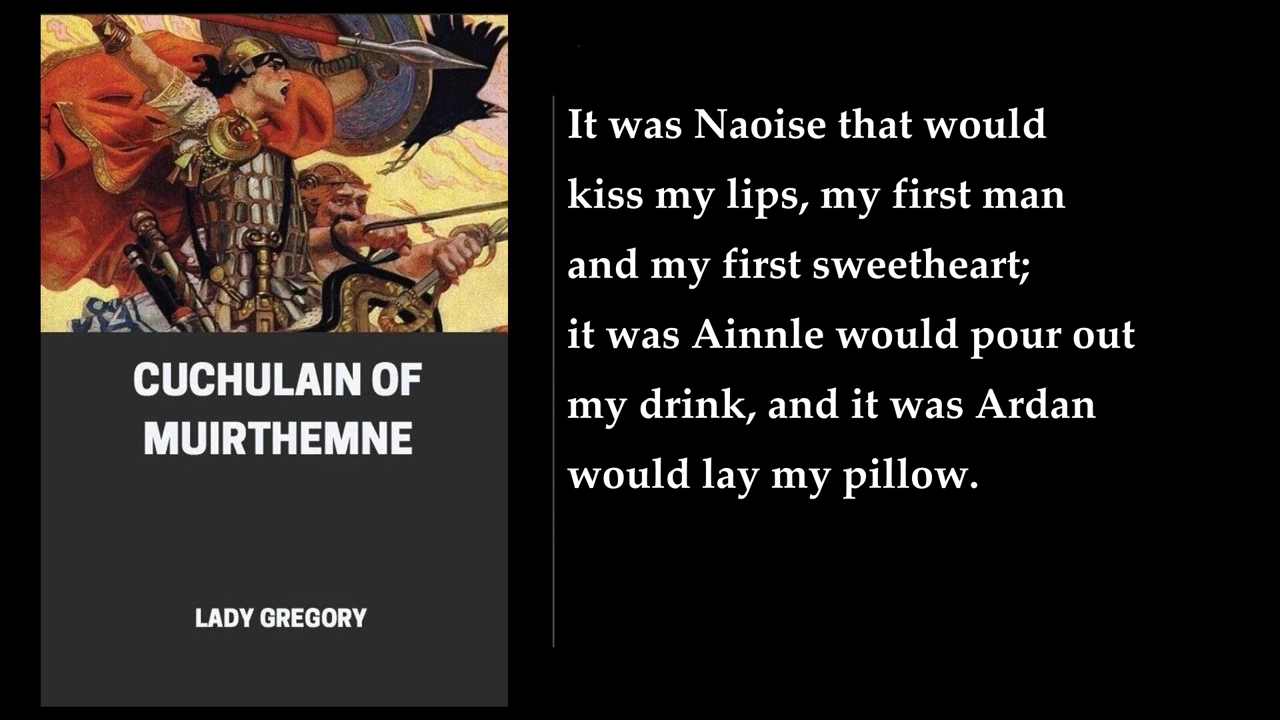 CUCHULAIN OF
MUIRTHEMNE
LADY GREGORY
It was Naoise that would
kiss my lips, my first man
and my first sweetheart;
it was Ainnle would pour out
my drink, and it was Ardan
would lay my pillow.